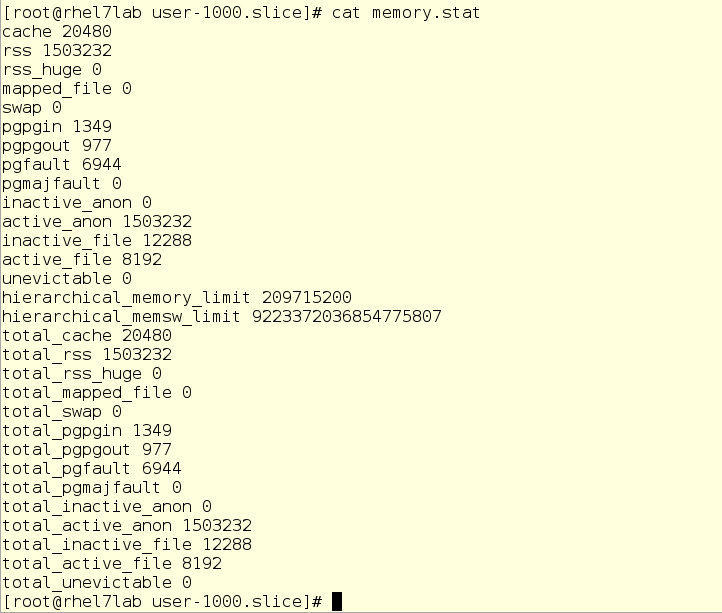 [root@rhel7lab user-1000.slice]# cat memory.stat
cache 20480
rss 1503232
rss_huge 0
mapped_file 0
swap 0
pgpgin 1349
pgpgout 977
pgfault 6944
pgmajfault 0
inactive_anon 0
active_anon 1503232
inactive_file 12288
active_file 8192
unevictable 0
hierarchical_memory_limit 209715200
hierarchical_memsw_limit 9223372036854775807
total_cache 20480
total_rss 1503232
total_rss_huge 0
total_mapped_file 0
total_swap 0
total_pgpgin 1349
total_pgpgout 977
total_pgfault 6944
total_pgmajfault 0
total_inactive_anon 0
total_active_anon 1503232
total_inactive_file 12288
total_active_file 8192
total_unevictable 0
[root@rhel7lab user-1000.slice]#